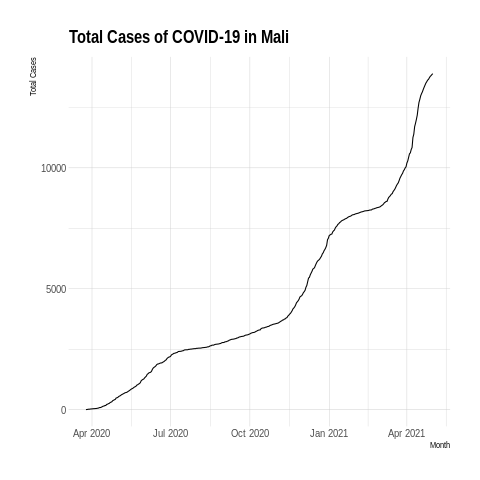 Total Cases of COVID-19 in Mali
Total Cases
10000
5000
0
Apr 2020 Jul 2020 Oct 2020 Jan 2021 Apr 2021
Month